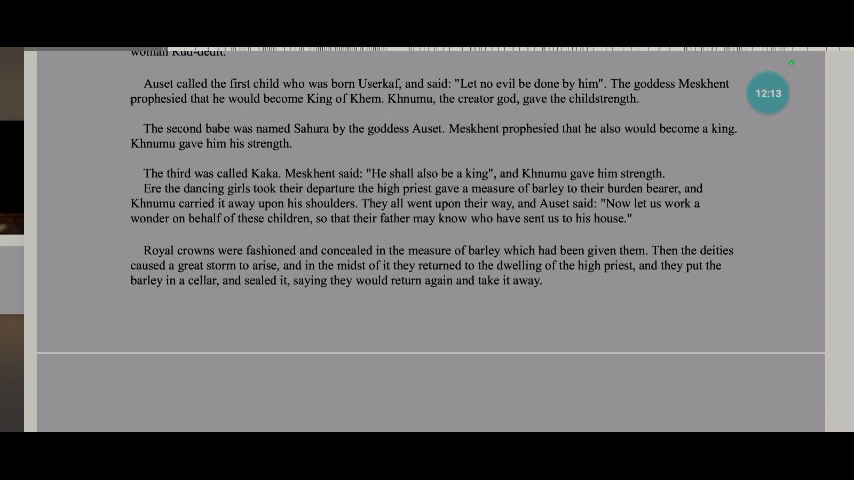 woman Rud-dedit.
Auset called the first child who was born Userkaf, and said: "Let no evil be done by him". The goddess Meskhent
prophesied that he would become King of Khem. Khnumu, the creator god, gave the childstrength.
The second babe was named Sahura by the goddess Auset. Meskhent prophesied that he also would become a king.
Khnumu gave him his strength.
The third was called Kaka. Meskhent said: "He shall also be a king", and Khnumu gave him strength.
Ere the dancing girls took their departure the high priest gave a measure of barley to their burden bearer, and
Khnumu carried it away upon his shoulders. They all went upon their way, and Auset said: "Now let us work a
wonder on behalf of these children, so that their father may know who have sent us to his house."
Royal crowns were fashioned and concealed in the measure of barley which had been given them. Then the deities
caused a great storm to arise, and in the midst of it they returned to the dwelling of the high priest, and they put the
barley in a cellar, and sealed it, saying they would return again and take it away.
12:13